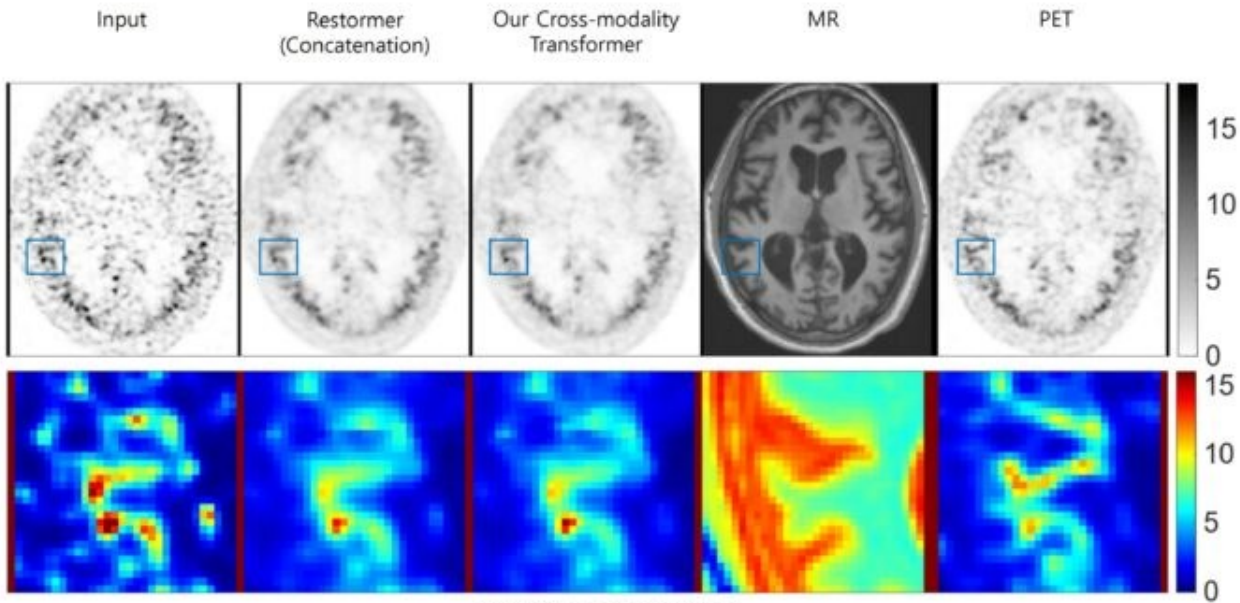 Input
Restormer
(Concatenation)
Our Cross-modality
Transformer
MR
PET
15
10
5
0
15
10
5
0